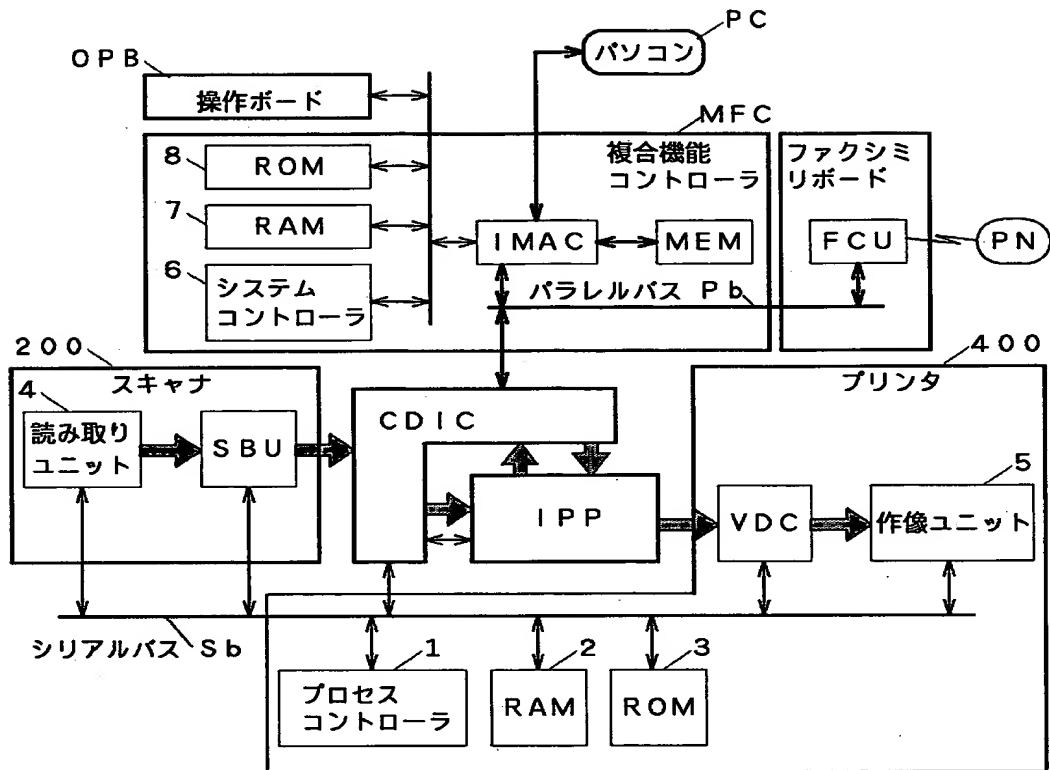 PC
パソコン
OPB
操作ボード
MFC
8
ROM
複合機能
コントローラ
ファクシミ
リボード
7
RAM
IMAC
MEM
FCU
PN
6
システム
コントローラ
パラレルバス Pb
200
400
スキャナ
プリンタ
4
読み取り
ユニット
SBU
CDIC
IPP
VDC
5
作像ユニット
シリアルバス Sb
1
プロセス
コントローラ
2
RAM
3
ROM